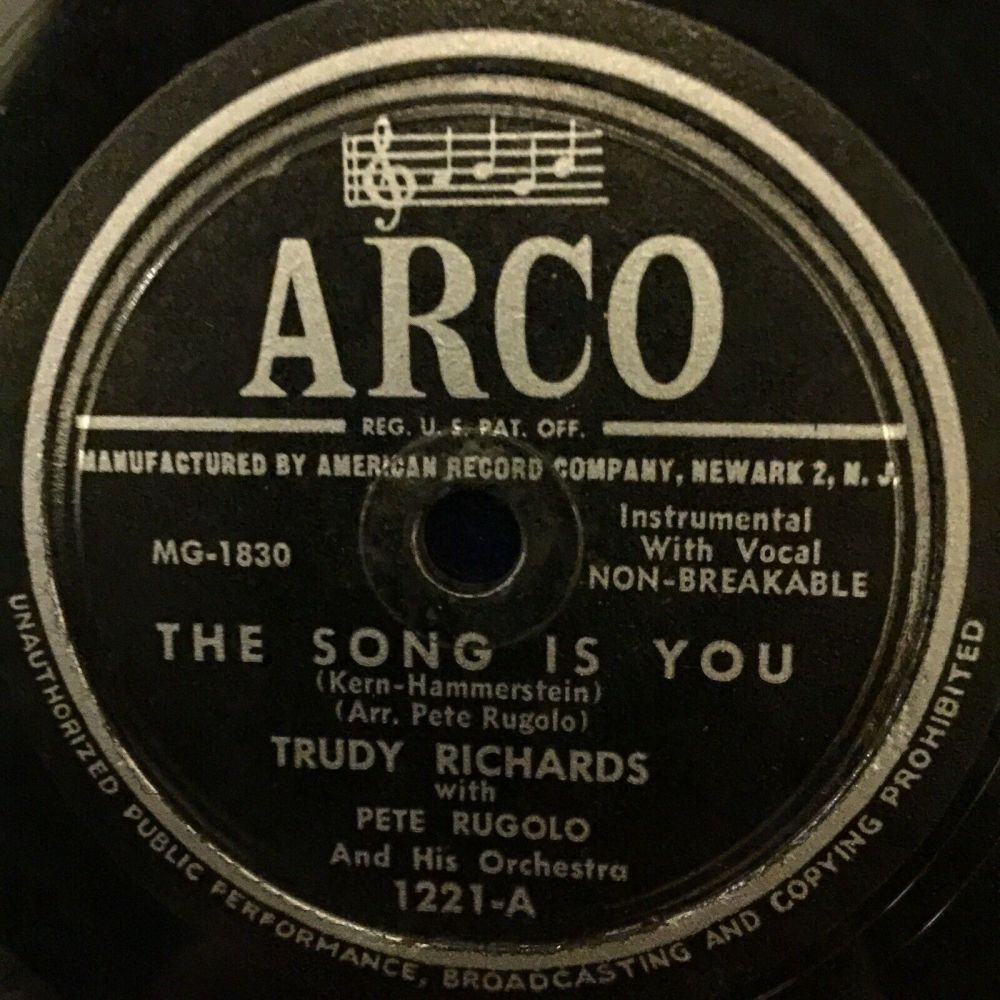 ARCO
REG. U. S. PAT. OFF.
MANUFACTURED BY AMERICAN RECORD COMPANY, NEWARK 2, N. J.
Instrumental
With Vocal
MG-1830
NON-BREAKABLE
THE SONG IS YOU
(Kern-Hammerstein)
(Arr. Pete Rugolo)
TRUDY RICHARDS
with
PETE RUGOLO
And His Orchestra
1221-A
UNAUTHORIZED PUBLIC PERFORMANCE, BROADCASTING AND COPYING PROHIBITED